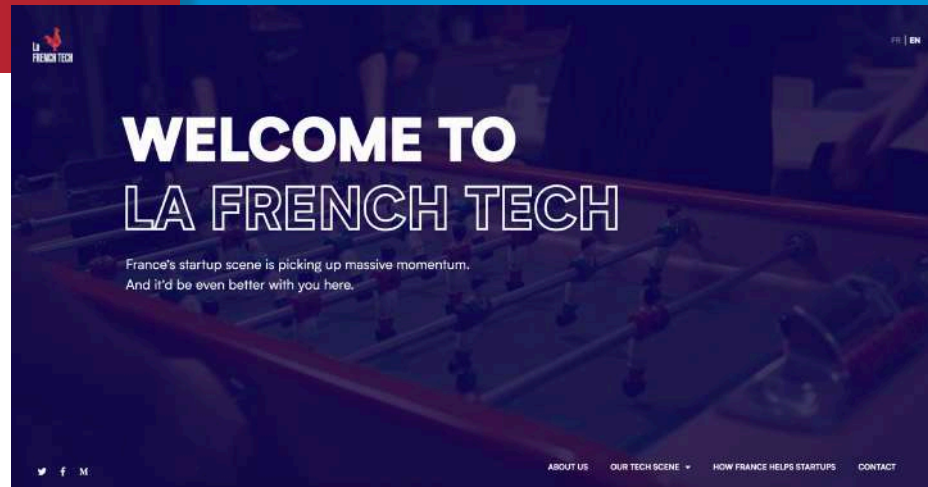 La
FRENCH TECH
FR | EN
WELCOME TO
LA FRENCH TECH
France's startup scene is picking up massive momentum.
And it'd be even better with you here.
ABOUT US
OUR TECH SCENE
HOW FRANCE HELPS STARTUPS
CONTACT